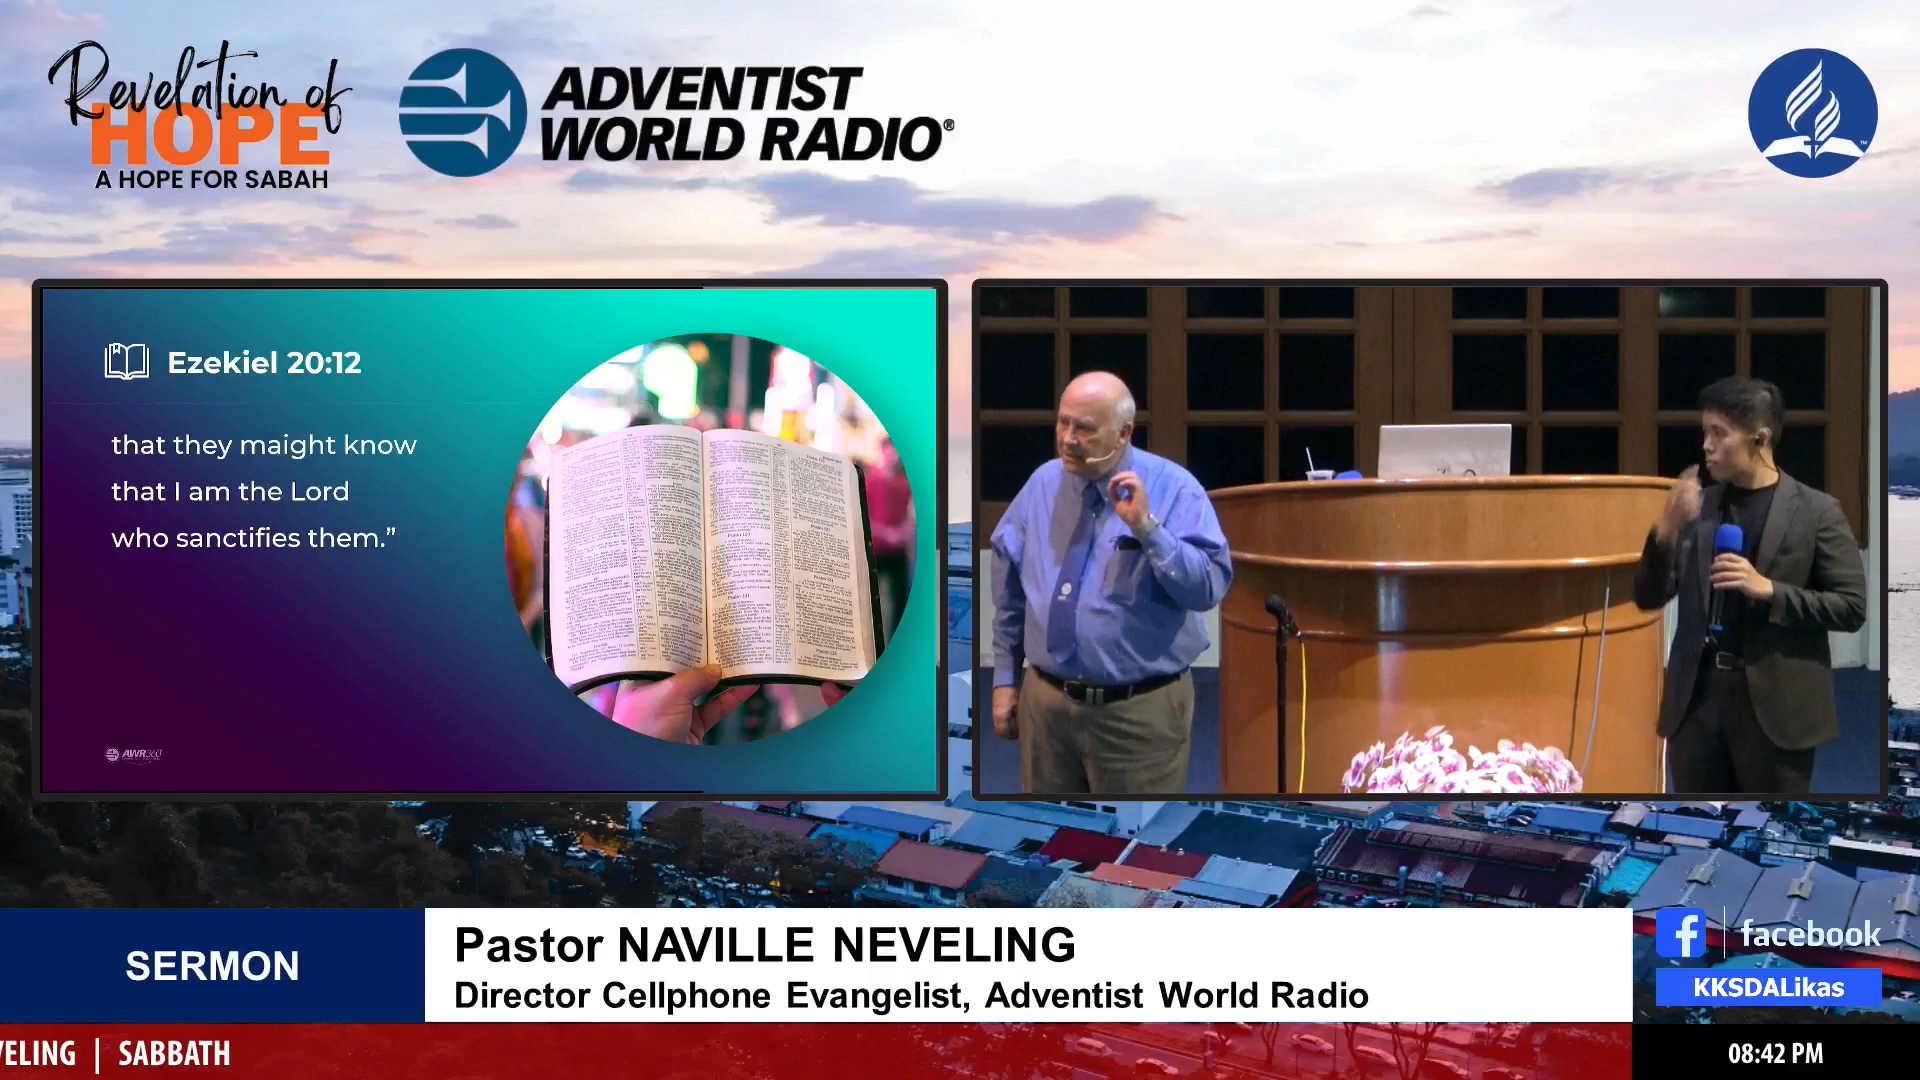 Revelation of
HOPE
A HOPE FOR SABAH
ADVENTIST
WORLD RADIO®
Ezekiel 20:12
that they maight know
that I am the Lord
who sanctifies them.”
AWR360°
SERMON
Pastor NAVILLE NEVELING
Director Cellphone Evangelist, Adventist World Radio
facebook
KKSDALikas
VELING | SABBATH
08:42 PM